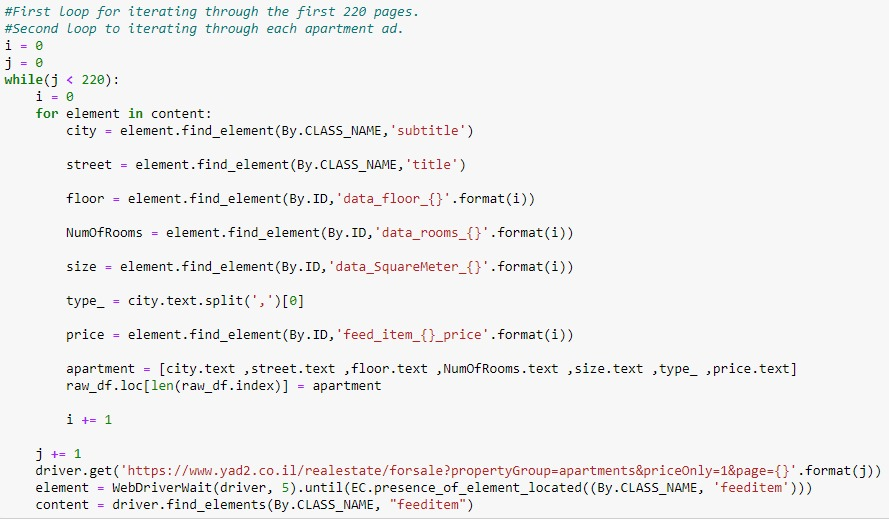 #First Loop for iterating through the first 220 pages.
#Second Loop to iterating through each apartment ad.
i = 0
j = 0
while(j < 220):
    i = 0
    for element in content:
        city = element.find_element(By.CLASS_NAME,'subtitle')
        street = element.find_element(By.CLASS_NAME,'title')
        floor = element.find_element(By.ID,'data_floor_{}'.format(i))
        NumOfRooms = element.find_element(By.ID,'data_rooms_{}'.format(i))
        size = element.find_element(By.ID,'data_SquareMeter_{}'.format(i))
        type_ = city.text.split(',')[0]
        price = element.find_element(By.ID,'feed_item_{}_price'.format(i))
        apartment = [city.text ,street.text ,floor.text ,NumOfRooms.text ,size.text ,type_ ,price.text]
        raw_df.loc[len(raw_df.index)] = apartment
        i += 1
    j += 1
    driver.get('https://www.yad2.co.il/realestate/forsale?propertyGroup=apartments&priceOnly=1&page={}'.format(j))
    element = WebDriverWait(driver, 5).until(EC.presence_of_element_located((By.CLASS_NAME, 'feeditem')))
    content = driver.find_elements(By.CLASS_NAME, "feeditem")